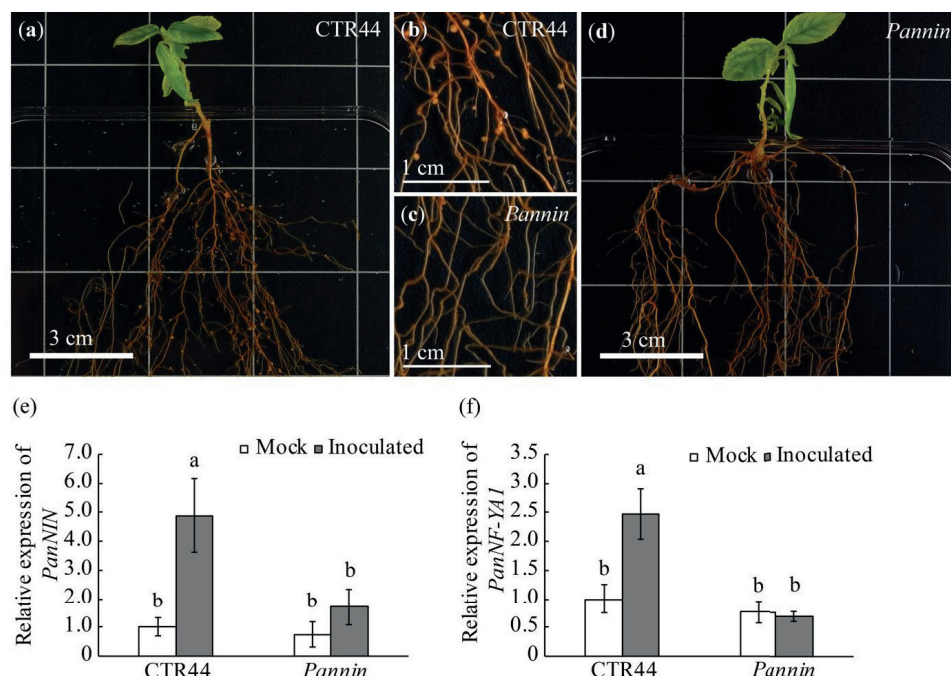 (a)
CTR44
3 cm
(b)
CTR44
1 cm
(c)
Bannin
1 cm
(d)
Pannin
3 cm
(e)
Relative expression of
PanNIN
7.0
6.0
5.0
4.0
3.0
2.0
1.0
0
Mock
Inoculated
b
a
b
b
CTR44
Pannin
(f)
Relative expression of
PanNF-YA1
3.5
3.0
2.5
2.0
1.5
1.0
0.5
0
Mock
Inoculated
b
a
b
b
CTR44
Pannin